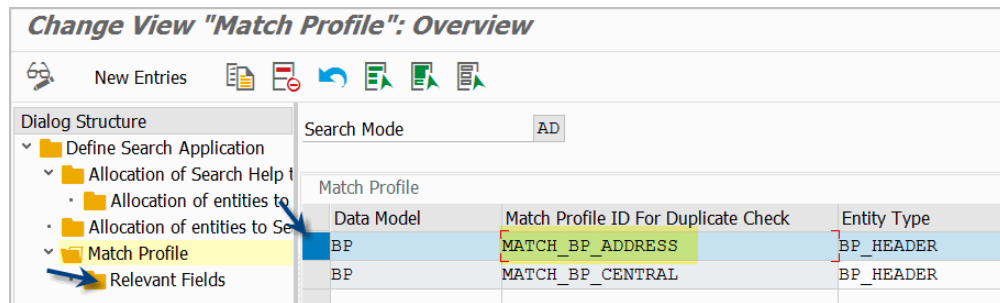 Change View "Match Profile": Overview
New Entries
Dialog Structure
Define Search Application
Allocation of Search Help t
Allocation of entities to
Allocation of entities to Se
Match Profile
Relevant Fields
Search Mode AD
Match Profile
Data Model Match Profile ID For Duplicate Check Entity Type
BP MATCH_BP_ADDRESS BP_HEADER
BP MATCH_BP_CENTRAL BP_HEADER